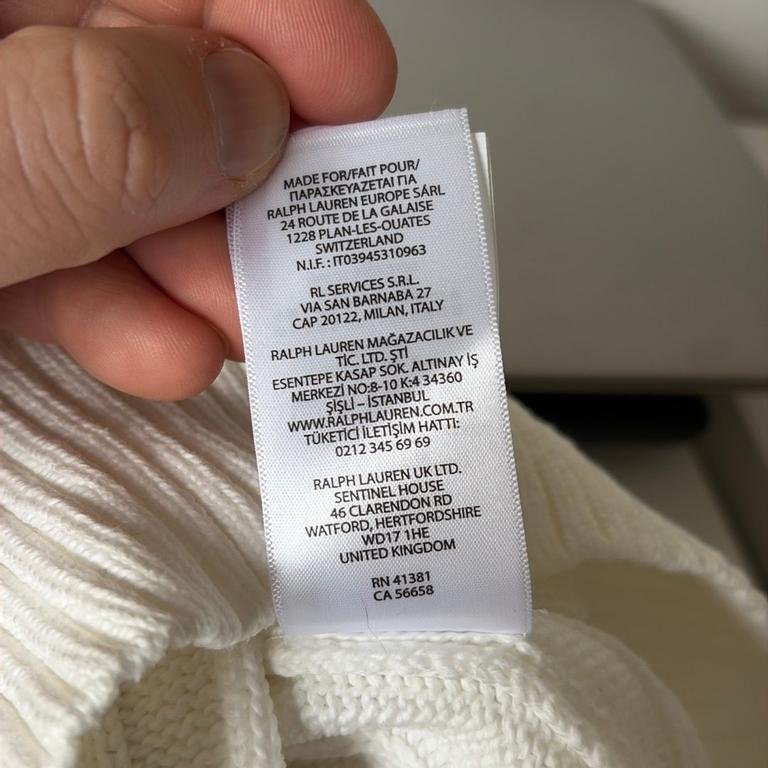 MADE FOR/FAIT POUR/
ΠΑΡΑΣΚΕΥΑΖΕΤΑΙ ΓΙΑ
RALPH LAUREN EUROPE SÁRL
24 ROUTE DE LA GALAISE
1228 PLAN-LES-OUATES
SWITZERLAND
N.I.F. : IT03945310963
RL SERVICES S.R.L.
VIA SAN BARNABA 27
CAP 20122, MILAN, ITALY
RALPH LAUREN MAĞAZACILIK VE
TİC. LTD. ŞTİ
ESENTEPE KASAP SOK. ALTINAY İŞ
MERKEZİ NO:8-10 K:4 34360
ŞİŞLİ – İSTANBUL
WWW.RALPHLAUREN.COM.TR
TÜKETİCİ İLETİŞİM HATTI:
0212 345 69 69
RALPH LAUREN UK LTD.
SENTINEL HOUSE
46 CLARENDON RD
WATFORD, HERTFORDSHIRE
WD17 1HE
UNITED KINGDOM
RN 41381
CA 56658